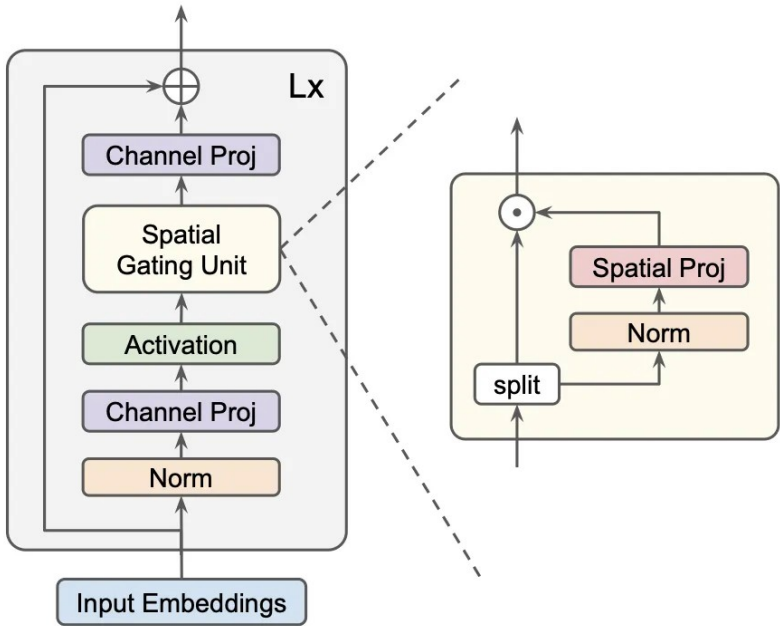 Lx
Channel Proj
Spatial
Gating Unit
Activation
Channel Proj
Norm
Input Embeddings
Spatial Proj
Norm
split